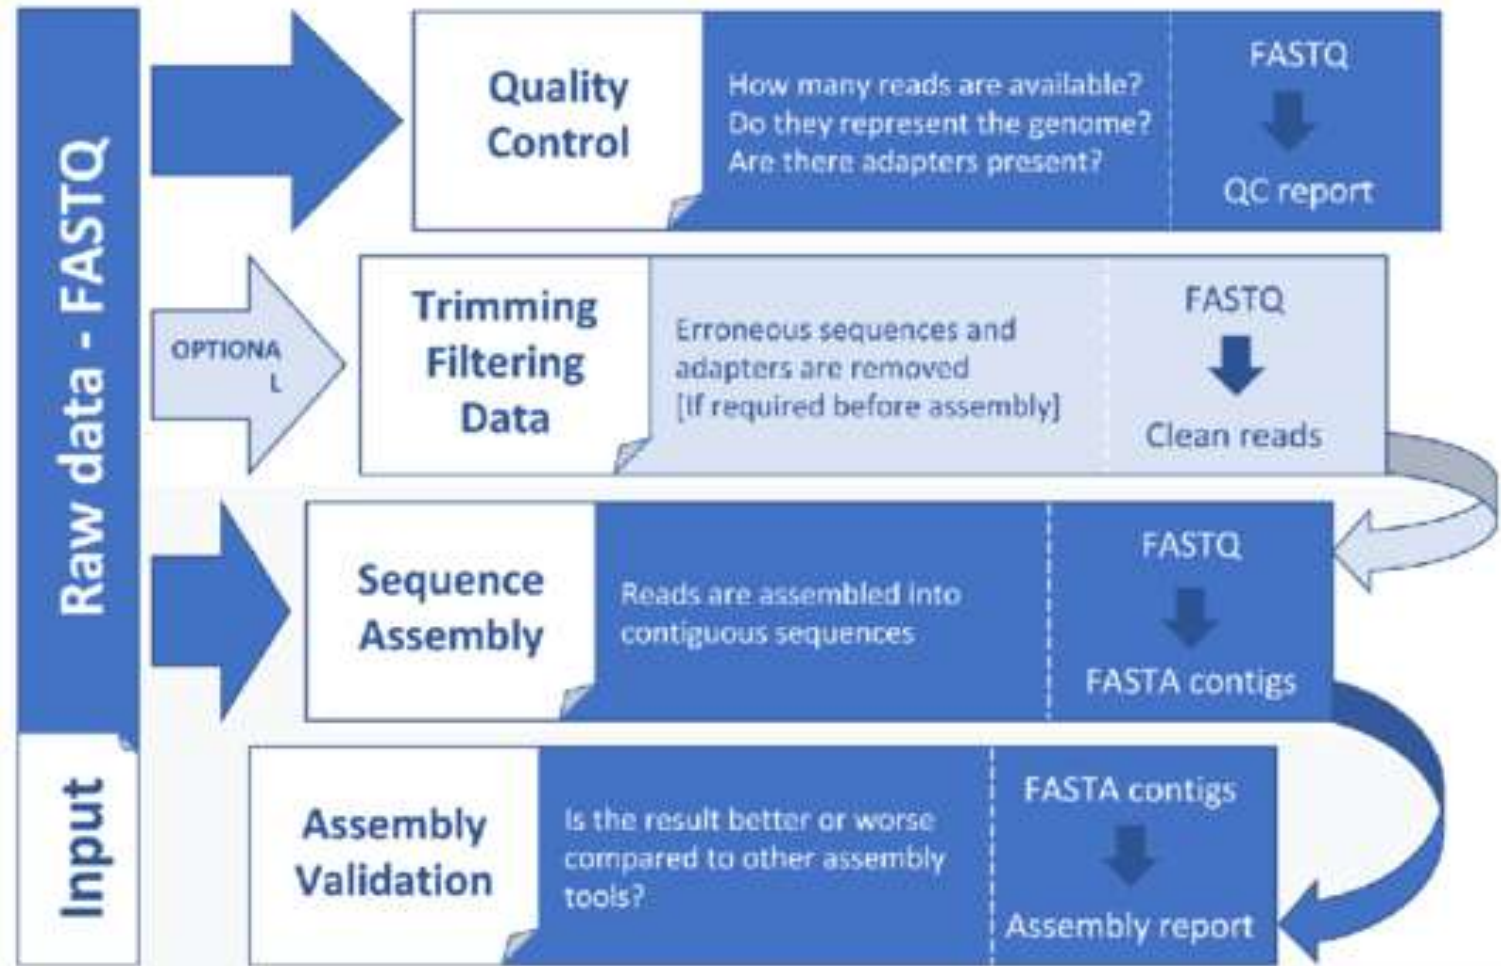 Raw data - FASTQ
Input
Quality
Control
How many reads are available?
Do they represent the genome?
Are there adapters present?
FASTQ
QC report
OPTIONA
L
Trimming
Filtering
Data
Erroneous sequences and
adapters are removed
[If required before assembly]
FASTQ
Clean reads
Sequence
Assembly
Reads are assembled into
contiguous sequences
FASTQ
FASTA contigs
Assembly
Validation
Is the result better or worse
compared to other assembly
tools?
FASTA contigs
Assembly report